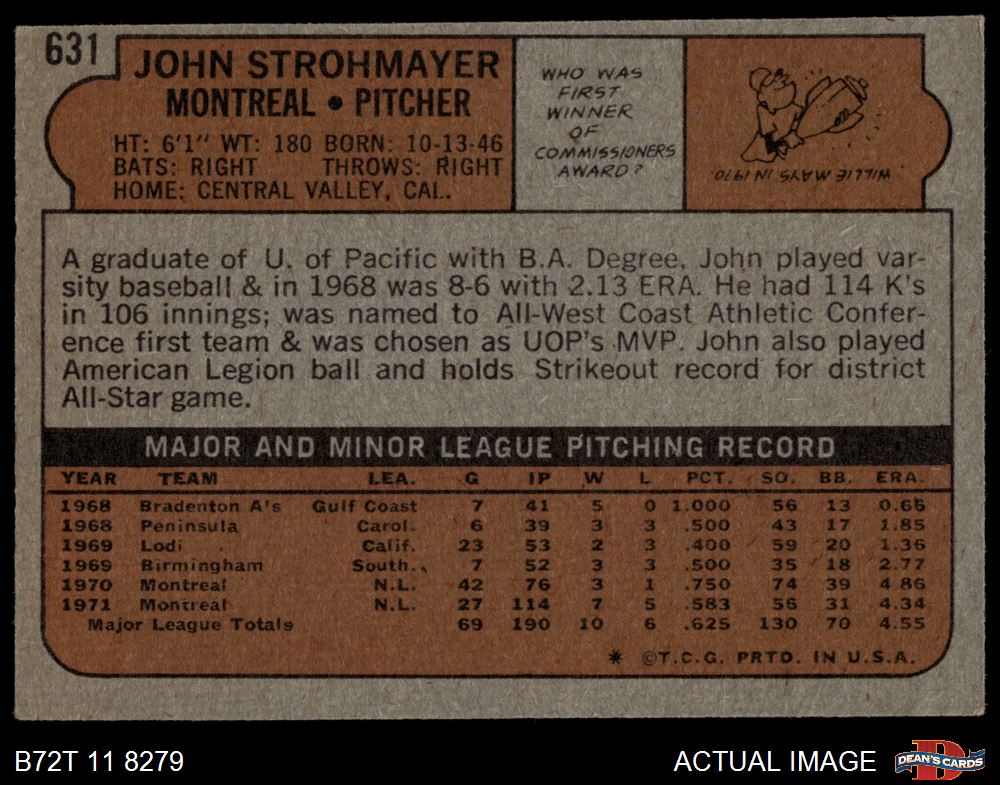 631
JOHN STROHMAYER
MONTREAL • PITCHER
HT: 6'1" WT: 180 BORN: 10-13-46
BATS: RIGHT THROWS: RIGHT
HOME: CENTRAL VALLEY, CAL.
WHO WAS
FIRST
WINNER
OF
COMMISSIONERS
AWARD?
WILLIE MAYS IN 1970.
A graduate of U. of Pacific with B.A. Degree, John played var-
sity baseball & in 1968 was 8-6 with 2.13 ERA. He had 114 K's
in 106 innings; was named to All-West Coast Athletic Confer-
ence first team & was chosen as UOP's MVP. John also played
American Legion ball and holds Strikeout record for district
All-Star game.
MAJOR AND MINOR LEAGUE PITCHING RECORD
YEAR TEAM LEA. G IP W L PCT. SO. BB. ERA.
1968 Bradenton A's Gulf Coast 7 41 5 0 1.000 56 13 0.66
1968 Peninsula Carol. 6 39 3 3 .500 43 17 1.85
1969 Lodi Calif. 23 53 2 3 .400 59 20 1.36
1969 Birmingham South. 7 52 3 3 .500 35 18 2.77
1970 Montreal N.L. 42 76 3 1 .750 74 39 4.86
1971 Montreal N.L. 27 114 7 5 .583 56 31 4.34
Major League Totals 69 190 10 6 .625 130 70 4.55
* ©T.C.G. PRTD. IN U.S.A.
B72T 11 8279
ACTUAL IMAGE
D
DEAN'S CARDS